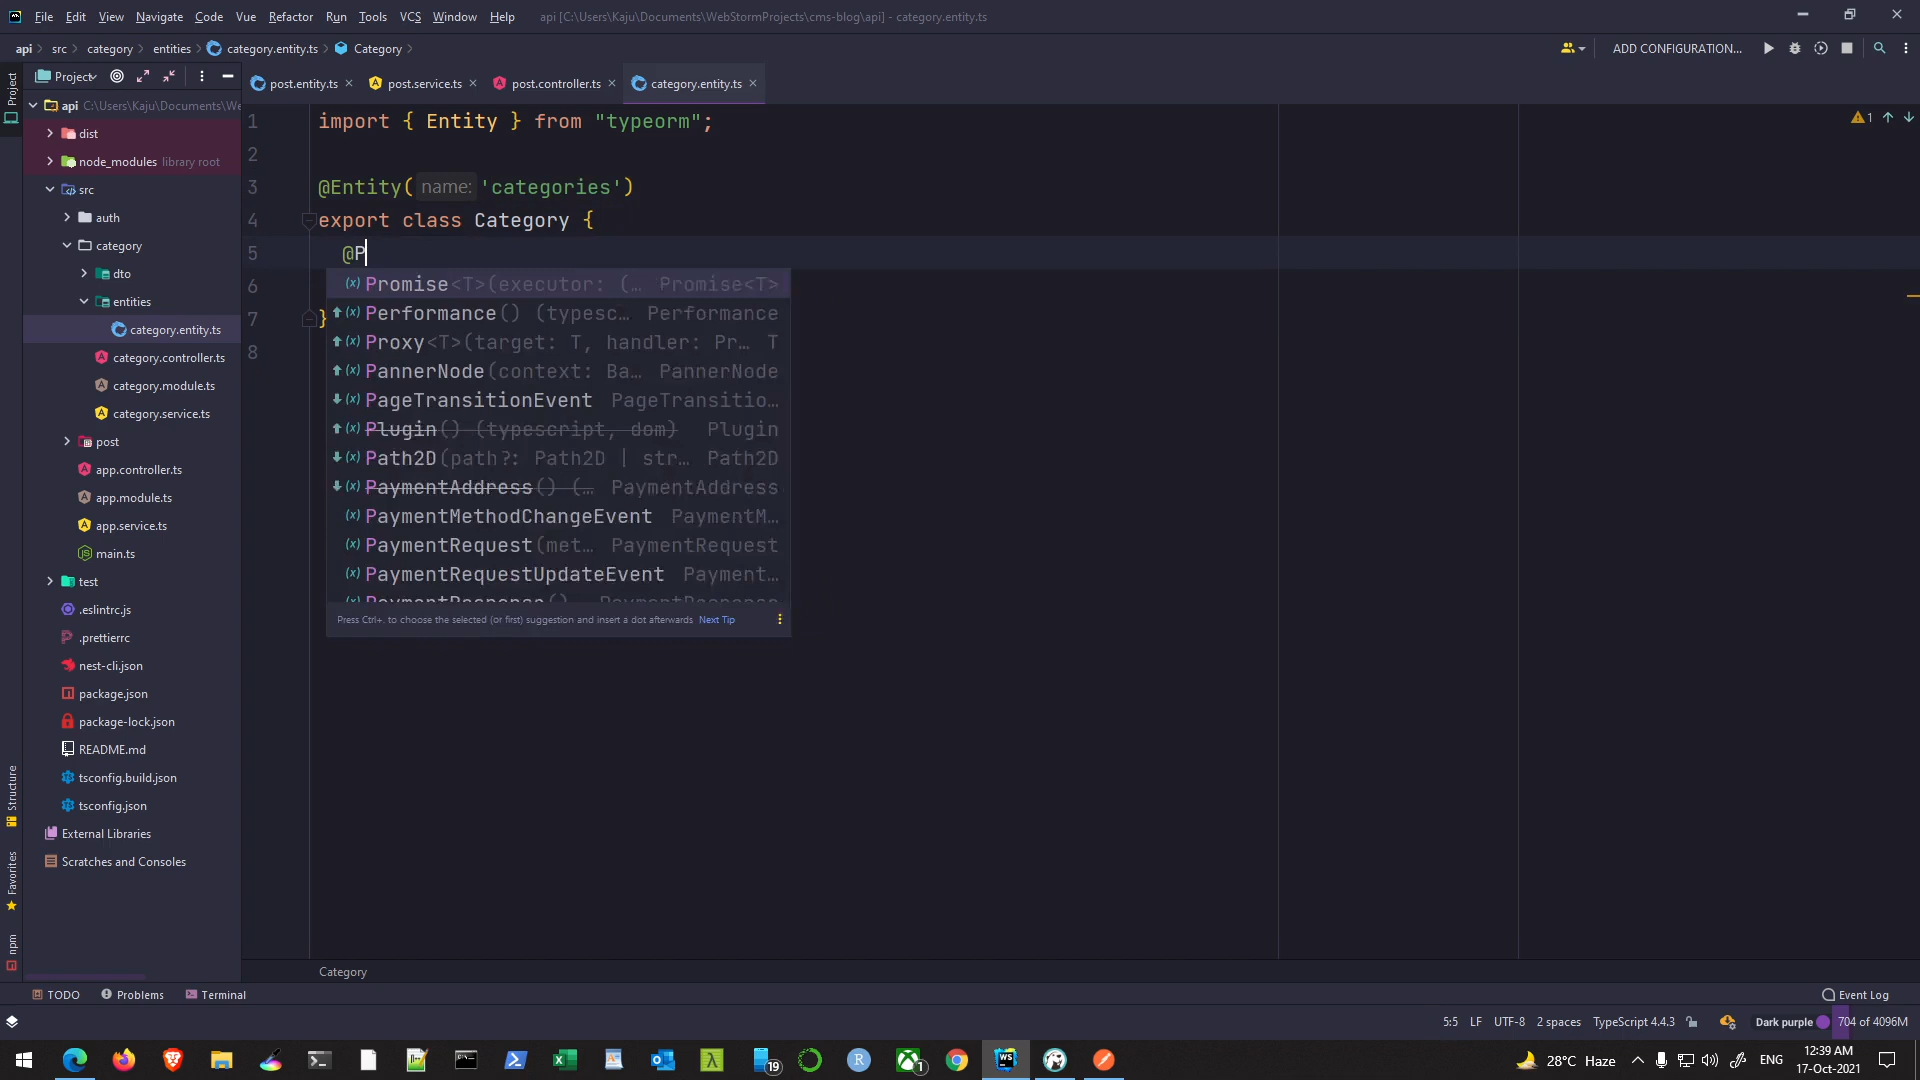 File Edit View Navigate Code Vue Refactor Run Tools VCS Window Help api [C:\Users\Kaju\Documents\WebStormProjects\cms-blog\api] - category.entity.ts
api src category entities category.entity.ts Category ADD CONFIGURATION...
Project
Project
post.entity.ts
post.service.ts
post.controller.ts
category.entity.ts
api C:\Users\Kaju\Documents\We
dist
node_modules library root
src
auth
category
dto
entities
category.entity.ts
category.controller.ts
category.module.ts
category.service.ts
post
app.controller.ts
app.module.ts
app.service.ts
main.ts
test
.eslintrc.js
.prettierrc
nest-cli.json
package.json
package-lock.json
README.md
tsconfig.build.json
tsconfig.json
External Libraries
Scratches and Consoles
Structure
Favorites
npm
1 import { Entity } from "typeorm";
2
3 @Entity( name: 'categories')
4 export class Category {
5 @P
6
7 }
8
1
(x) Promise<T>(executor: (… Promise<T>
(x) Performance() (typesc… Performance
(x) Proxy<T>(target: T, handler: Pr… T
(x) PannerNode(context: Ba… PannerNode
(x) PageTransitionEvent PageTransitio…
(x) Plugin() (typescript, dom) Plugin
(x) Path2D(path?: Path2D | str… Path2D
(x) PaymentAddress() (… PaymentAddress
(x) PaymentMethodChangeEvent PaymentM…
(x) PaymentRequest(met… PaymentRequest
(x) PaymentRequestUpdateEvent Payment…
(x) PaymentResponse() PaymentResponse
Press Ctrl+. to choose the selected (or first) suggestion and insert a dot afterwards Next Tip
Category
TODO Problems Terminal Event Log
5:5 LF UTF-8 2 spaces TypeScript 4.4.3 Dark purple 704 of 4096M
19 R 1 WS 28°C Haze ENG 12:39 AM
17-Oct-2021